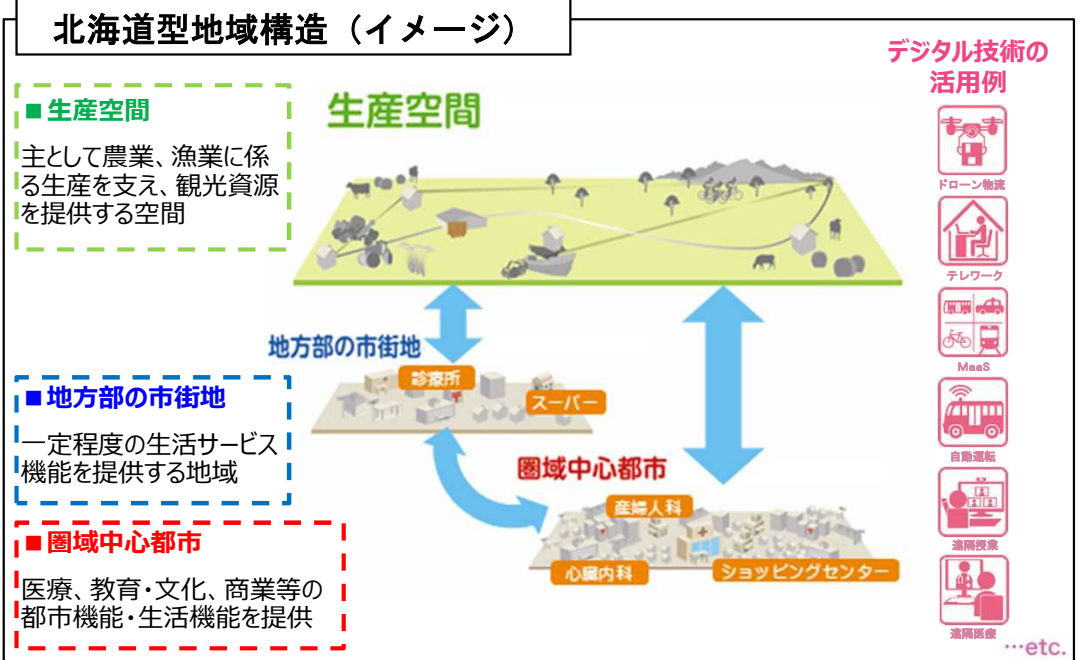 北海道型地域構造（イメージ）
■生産空間
主として農業、漁業に係
る生産を支え、観光資源
を提供する空間
生産空間
地方部の市街地
診療所
スーパー
■地方部の市街地
一定程度の生活サービス
機能を提供する地域
圏域中心都市
産婦人科
心臓内科
ショッピングセンター
■圏域中心都市
医療、教育・文化、商業等の
都市機能・生活機能を提供
デジタル技術の
活用例
ドローン物流
テレワーク
MaaS
自動運転
遠隔授業
遠隔医療
…etc.